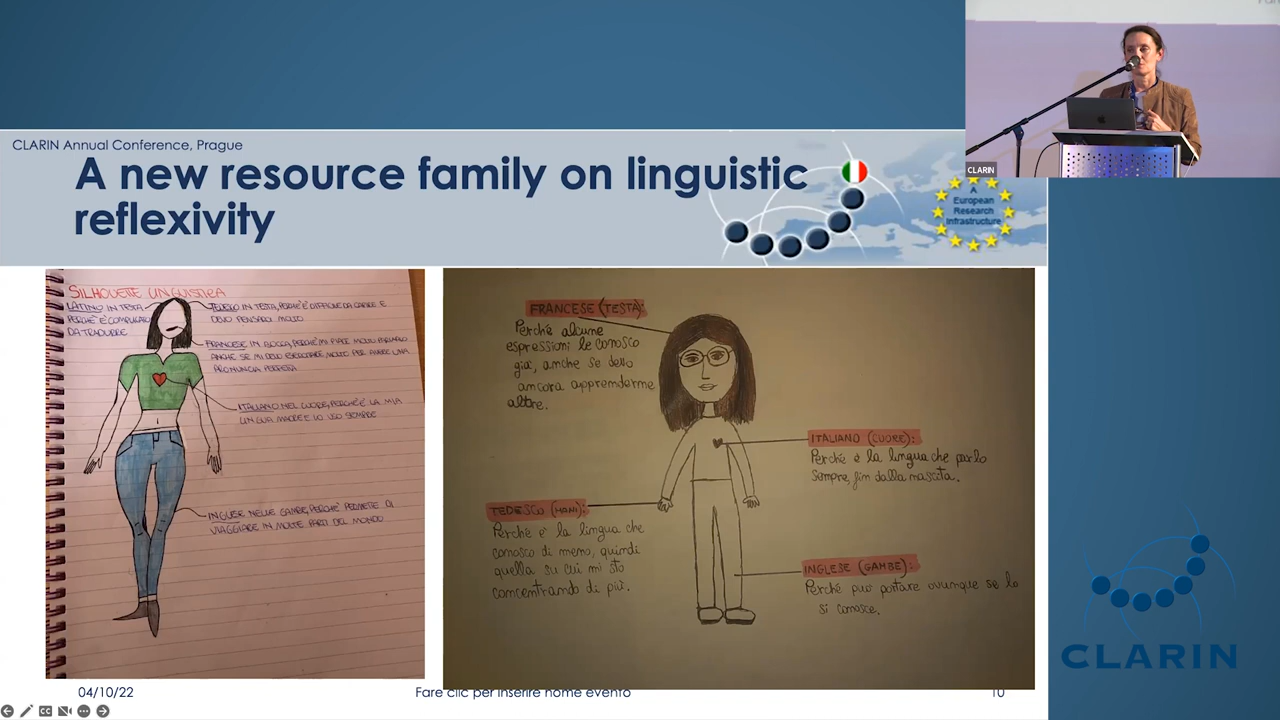 CLARIN Annual Conference, Prague
A new resource family on linguistic
reflexivity
A
European
Research
Infrastructure
CLARIN
SILHOUETTE LINGUISTICA
LATINO IN TESTA
PERCHÉ È COMPLICATO
DA TRADURRE
TEDESCO IN TESTA, PERCHÉ È DIFFICILE DA CAPIRE E
DEVO PENSARCI MOLTO
FRANCESE IN BOCCA, PERCHÉ MI PIACE MOLTO PARLARLO
ANCHE SE MI DEVO ESERCITARE MOLTO PER AVERE UNA
PRONUNCIA PERFETTA
ITALIANO NEL CUORE, PERCHÉ È LA MIA
LINGUA MADRE E LO USO SEMPRE
INGLESE NELLE GAMBE, PERCHÉ PERMETTE DI
VIAGGIARE IN MOLTE PARTI DEL MONDO
FRANCESE (TESTA):
Perché alcune
espressioni le conosco
già, anche se devo
ancora apprenderne
altre.
ITALIANO (CUORE):
Perché è la lingua che parlo
sempre, fin dalla nascita.
TEDESCO (MANI):
Perché è la lingua che
conosco di meno, quindi
quella su cui mi sto
concentrando di più.
INGLESE (GAMBE):
Perché può portare ovunque se la
si conosce.
04/10/22
Fare clic per inserire nome evento
10
CLARIN